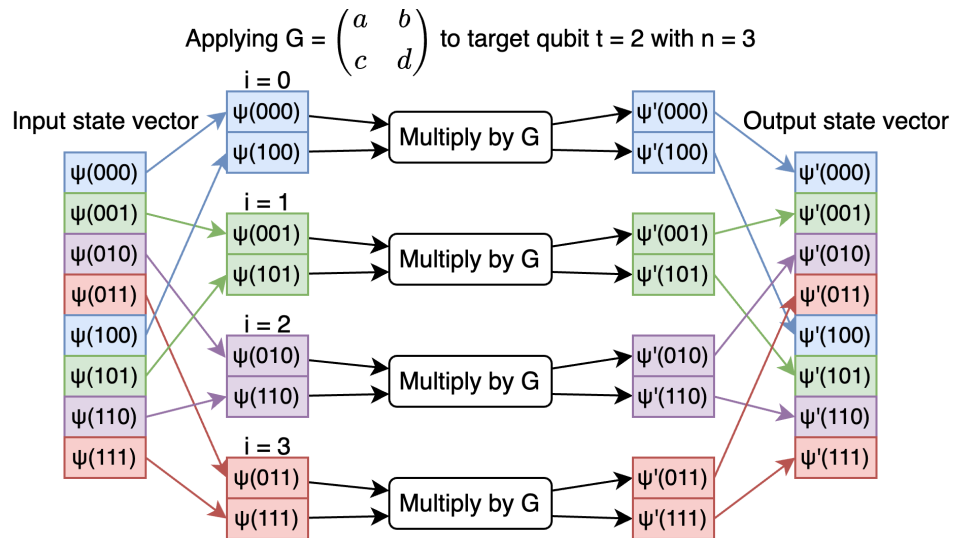 Applying G = (a b
c d) to target qubit t = 2 with n = 3
Input state vector
ψ(000)
ψ(001)
ψ(010)
ψ(011)
ψ(100)
ψ(101)
ψ(110)
ψ(111)
i = 0
ψ(000)
ψ(100)
Multiply by G
ψ'(000)
ψ'(100)
i = 1
ψ(001)
ψ(101)
Multiply by G
ψ'(001)
ψ'(101)
i = 2
ψ(010)
ψ(110)
Multiply by G
ψ'(010)
ψ'(110)
i = 3
ψ(011)
ψ(111)
Multiply by G
ψ'(011)
ψ'(111)
Output state vector
ψ'(000)
ψ'(001)
ψ'(010)
ψ'(011)
ψ'(100)
ψ'(101)
ψ'(110)
ψ'(111)